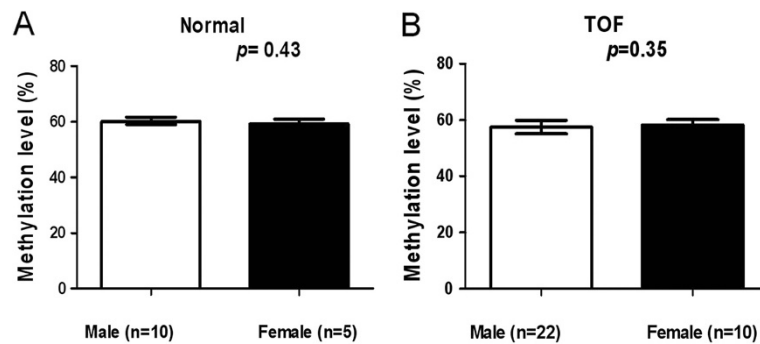 A
Normal
p= 0.43
Methylation level (%)
80
60
40
20
0
Male (n=10)
Female (n=5)
B
TOF
p=0.35
Methylation level (%)
80
60
40
20
0
Male (n=22)
Female (n=10)